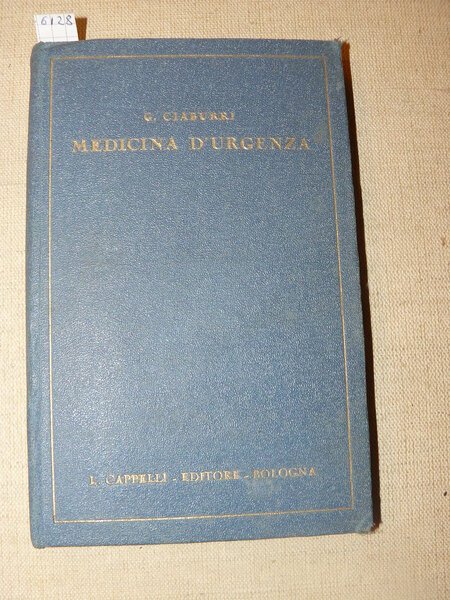 6128
G. CIABURRI
MEDICINA D'URGENZA
L. CAPPELLI - EDITORE - BOLOGNA